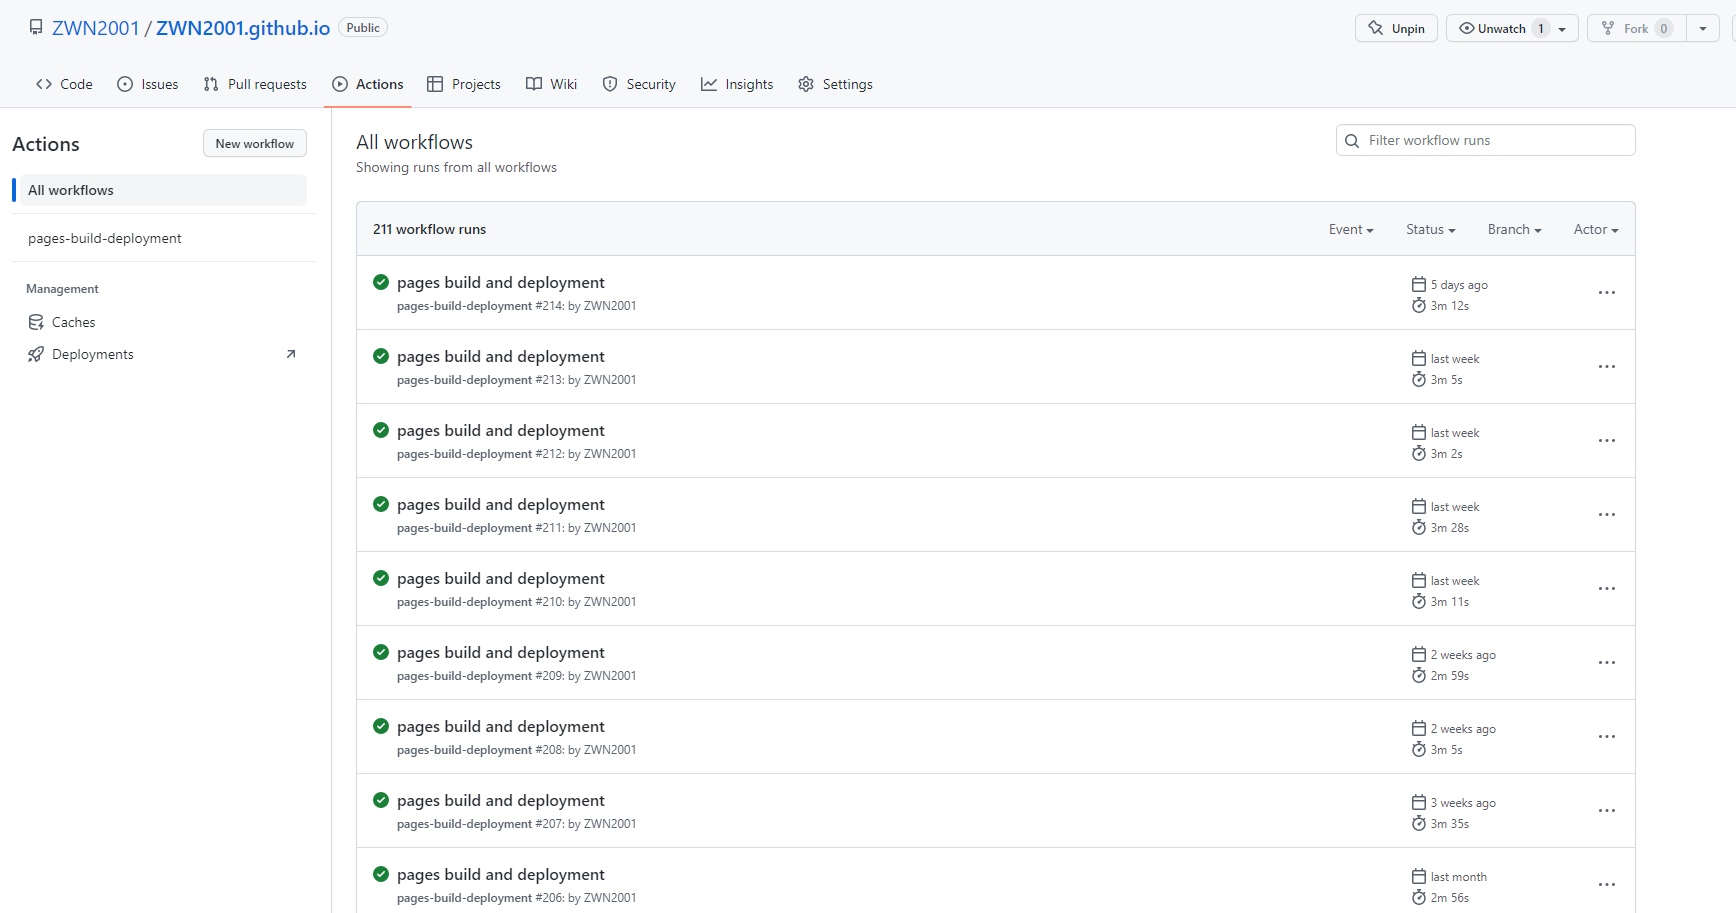 ZWN2001 / ZWN2001.github.io Public
Unpin Unwatch 1 Fork 0
Code Issues Pull requests Actions Projects Wiki Security Insights Settings
Actions New workflow
All workflows
pages-build-deployment
Management
Caches
Deployments
All workflows
Showing runs from all workflows
Filter workflow runs
211 workflow runs Event Status Branch Actor
pages build and deployment
pages-build-deployment #214: by ZWN2001
5 days ago
3m 12s
pages build and deployment
pages-build-deployment #213: by ZWN2001
last week
3m 5s
pages build and deployment
pages-build-deployment #212: by ZWN2001
last week
3m 2s
pages build and deployment
pages-build-deployment #211: by ZWN2001
last week
3m 28s
pages build and deployment
pages-build-deployment #210: by ZWN2001
last week
3m 11s
pages build and deployment
pages-build-deployment #209: by ZWN2001
2 weeks ago
2m 59s
pages build and deployment
pages-build-deployment #208: by ZWN2001
2 weeks ago
3m 5s
pages build and deployment
pages-build-deployment #207: by ZWN2001
3 weeks ago
3m 35s
pages build and deployment
pages-build-deployment #206: by ZWN2001
last month
2m 56s